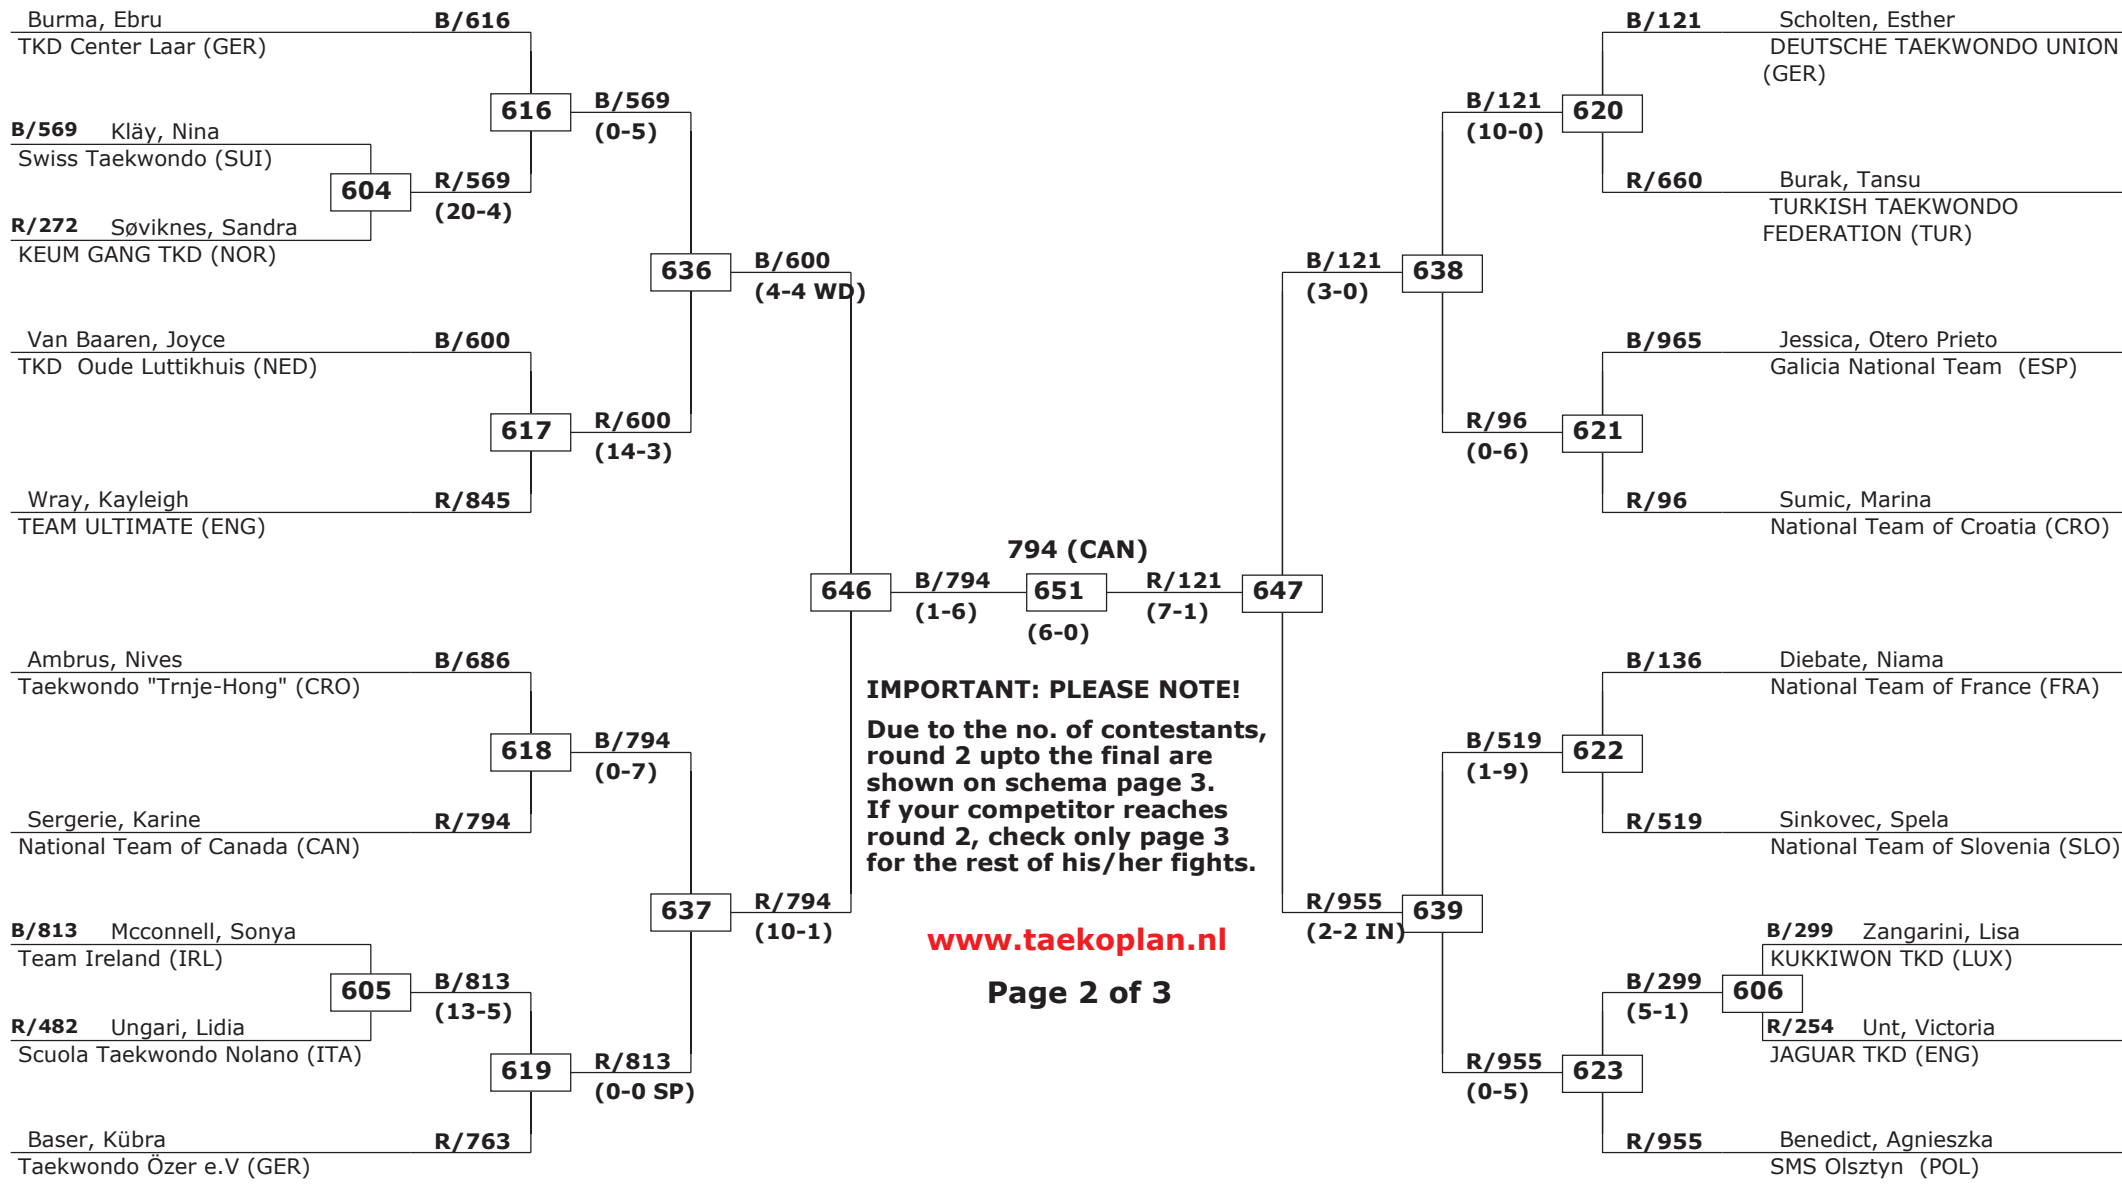 Burma, Ebru B/616
TKD Center Laar (GER)
616
B/569
(0-5)
B/569 Kläy, Nina
Swiss Taekwondo (SUI)
604
R/569
(20-4)
R/272 Søviknes, Sandra
KEUM GANG TKD (NOR)
636
B/600
(4-4 WD)
Van Baaren, Joyce B/600
TKD Oude Luttikhuis (NED)
617
R/600
(14-3)
Wray, Kayleigh R/845
TEAM ULTIMATE (ENG)
646
B/794
(1-6)
794 (CAN)
651
(6-0)
R/121
(7-1)
647
Ambrus, Nives B/686
Taekwondo "Trnje-Hong" (CRO)
618
B/794
(0-7)
Sergerie, Karine R/794
National Team of Canada (CAN)
637
R/794
(10-1)
B/813 Mcconnell, Sonya
Team Ireland (IRL)
605
B/813
(13-5)
R/482 Ungari, Lidia
Scuola Taekwondo Nolano (ITA)
619
R/813
(0-0 SP)
Baser, Kübra R/763
Taekwondo Özer e.V (GER)
IMPORTANT: PLEASE NOTE!
Due to the no. of contestants,
round 2 upto the final are
shown on schema page 3.
If your competitor reaches
round 2, check only page 3
for the rest of his/her fights.
www.taekoplan.nl
Page 2 of 3
B/121 Scholten, Esther
DEUTSCHE TAEKWONDO UNION
(GER)
B/121
(10-0)
620
R/660 Burak, Tansu
TURKISH TAEKWONDO
FEDERATION (TUR)
B/121
(3-0)
638
B/965 Jessica, Otero Prieto
Galicia National Team (ESP)
R/96
(0-6)
621
R/96 Sumic, Marina
National Team of Croatia (CRO)
B/136 Diebate, Niama
National Team of France (FRA)
B/519
(1-9)
622
R/519 Sinkovec, Spela
National Team of Slovenia (SLO)
R/955
(2-2 IN)
639
B/299 Zangarini, Lisa
KUKKIWON TKD (LUX)
B/299
(5-1)
606
R/254 Unt, Victoria
JAGUAR TKD (ENG)
R/955
(0-5)
623
R/955 Benedict, Agnieszka
SMS Olsztyn (POL)